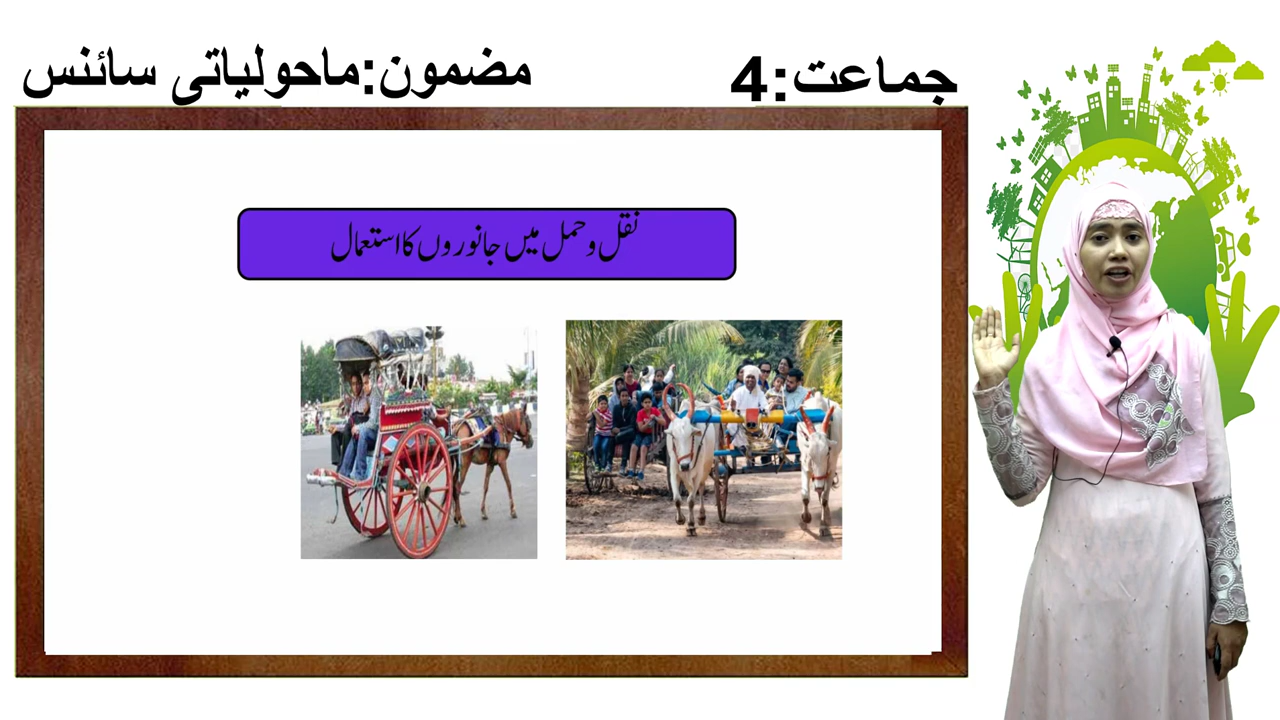 جماعت:4
مضمون:ماحولیاتی سائنس
نقل و حمل میں جانوروں کا استعمال